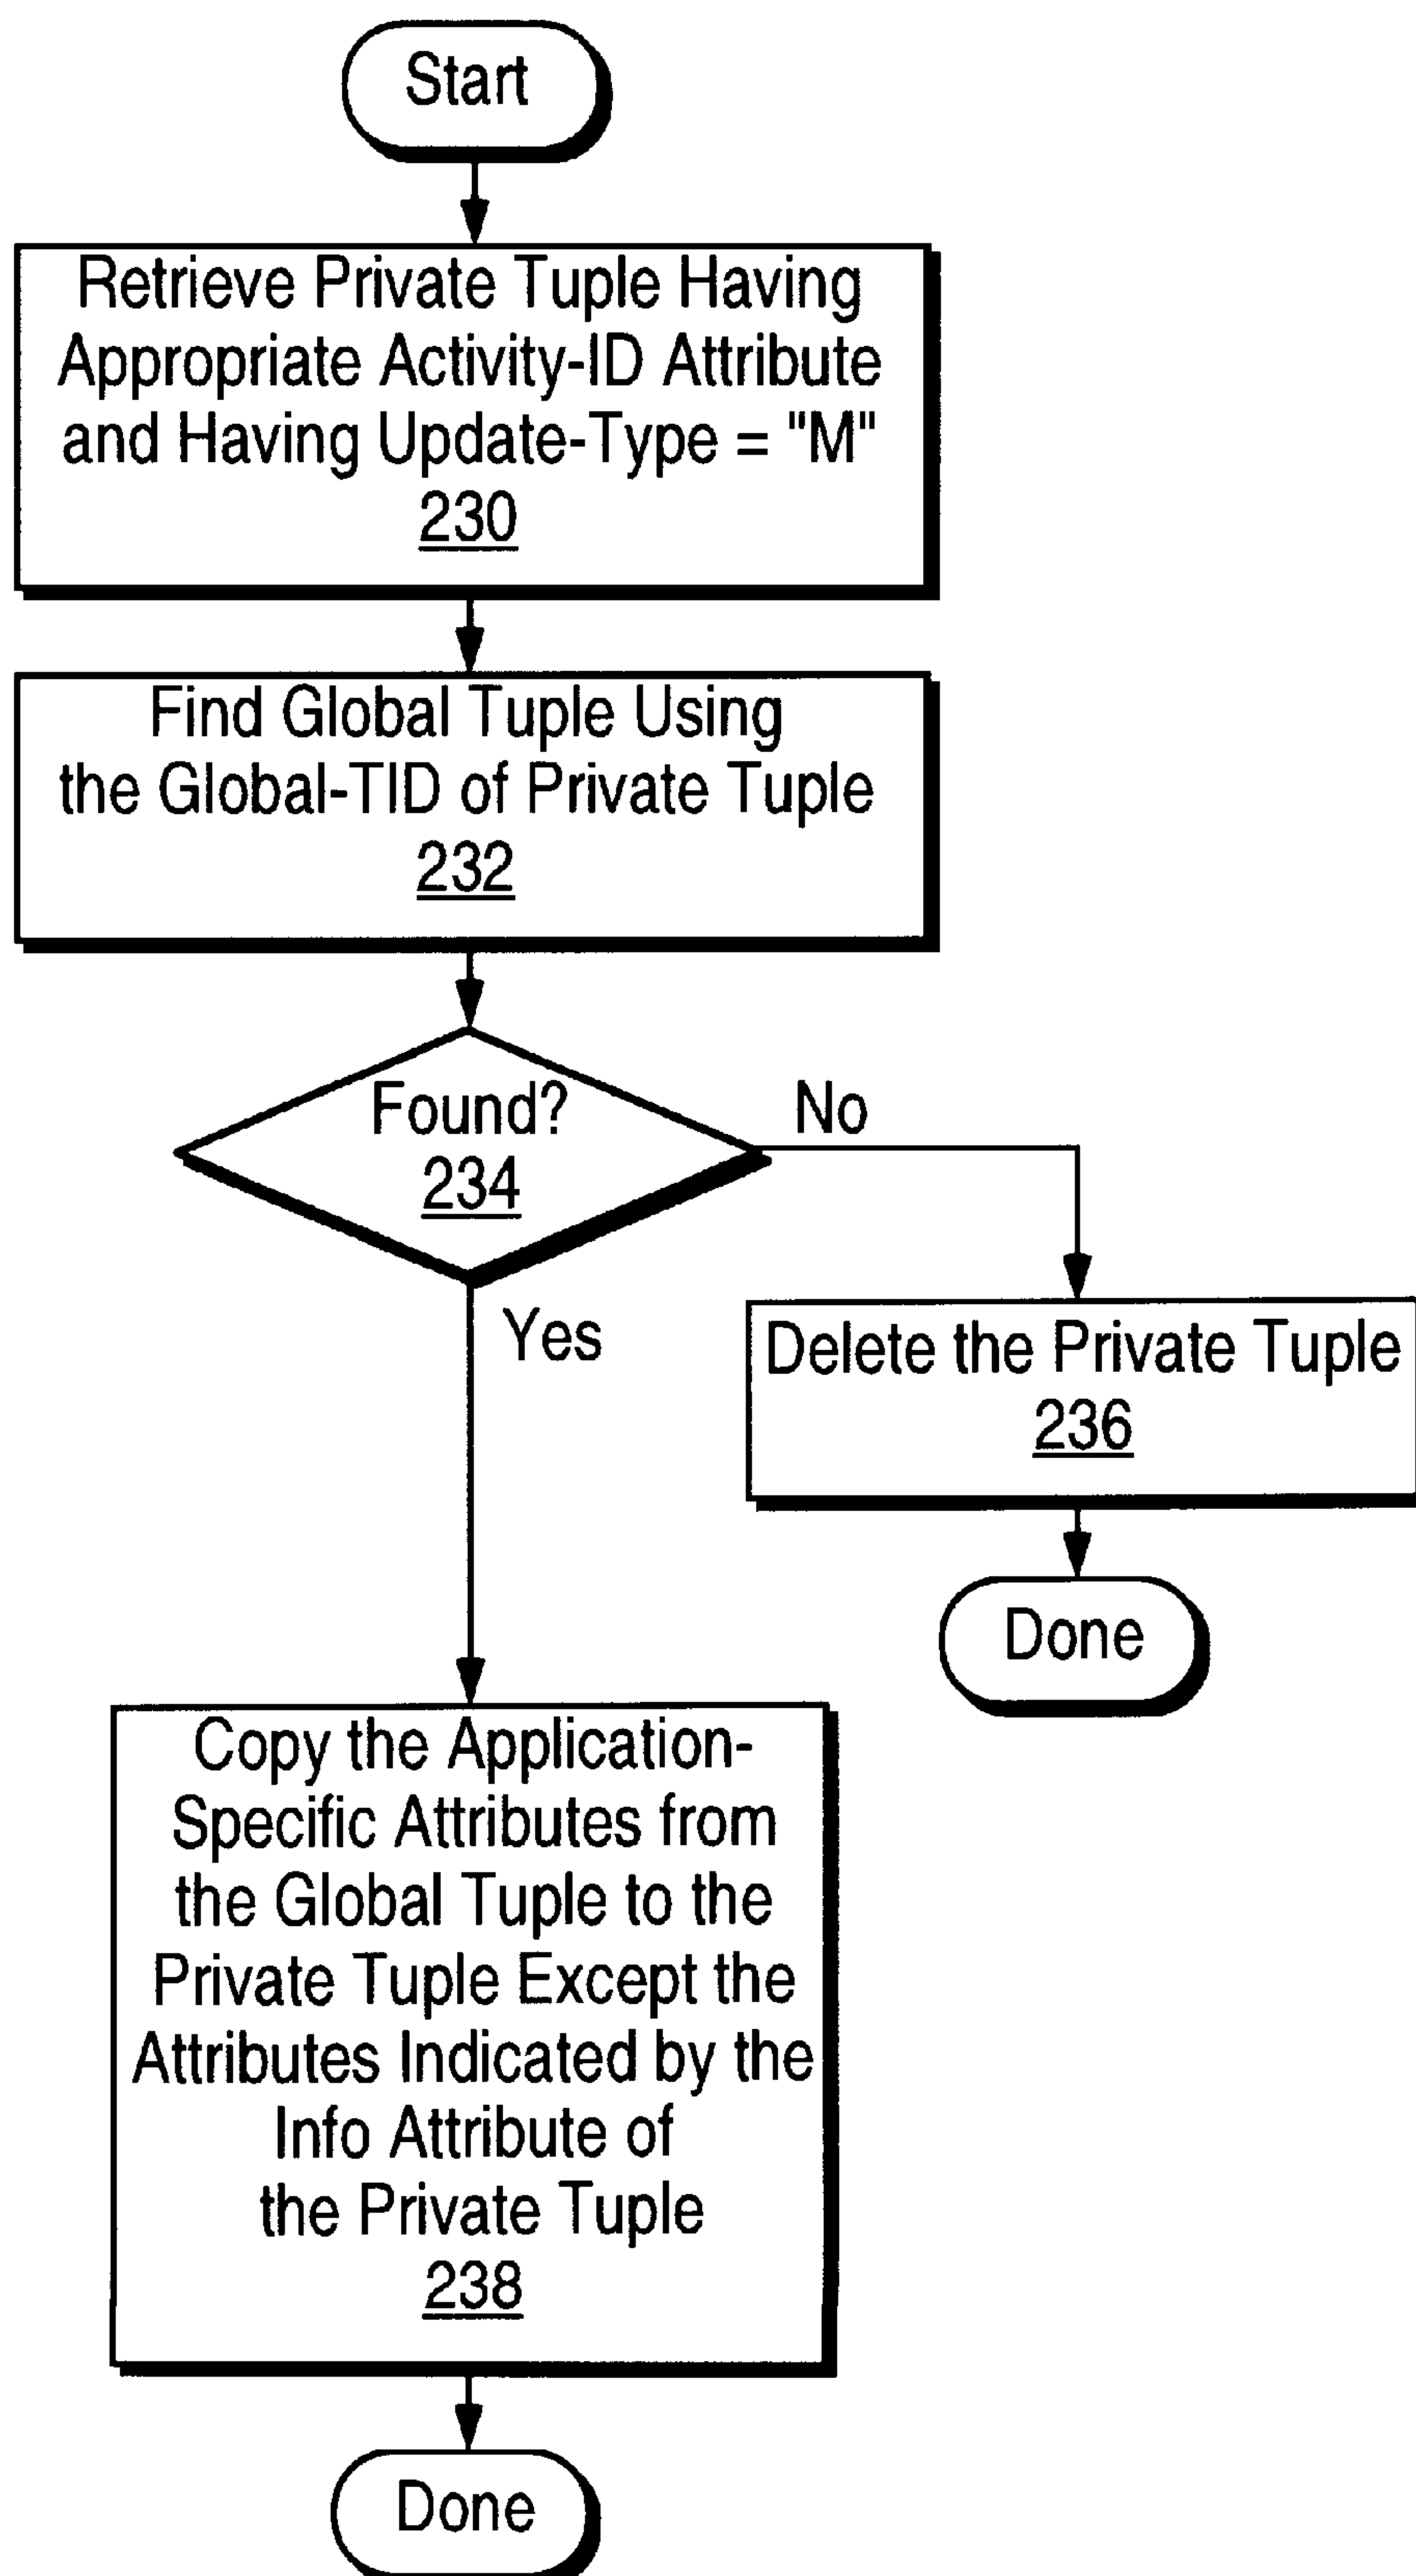 Start
Retrieve Private Tuple Having
Appropriate Activity-ID Attribute
and Having Update-Type = "M"
230
Find Global Tuple Using
the Global-TID of Private Tuple
232
Found?
234
No
Yes
Delete the Private Tuple
236
Done
Copy the Application-
Specific Attributes from
the Global Tuple to the
Private Tuple Except the
Attributes Indicated by the
Info Attribute of
the Private Tuple
238
Done